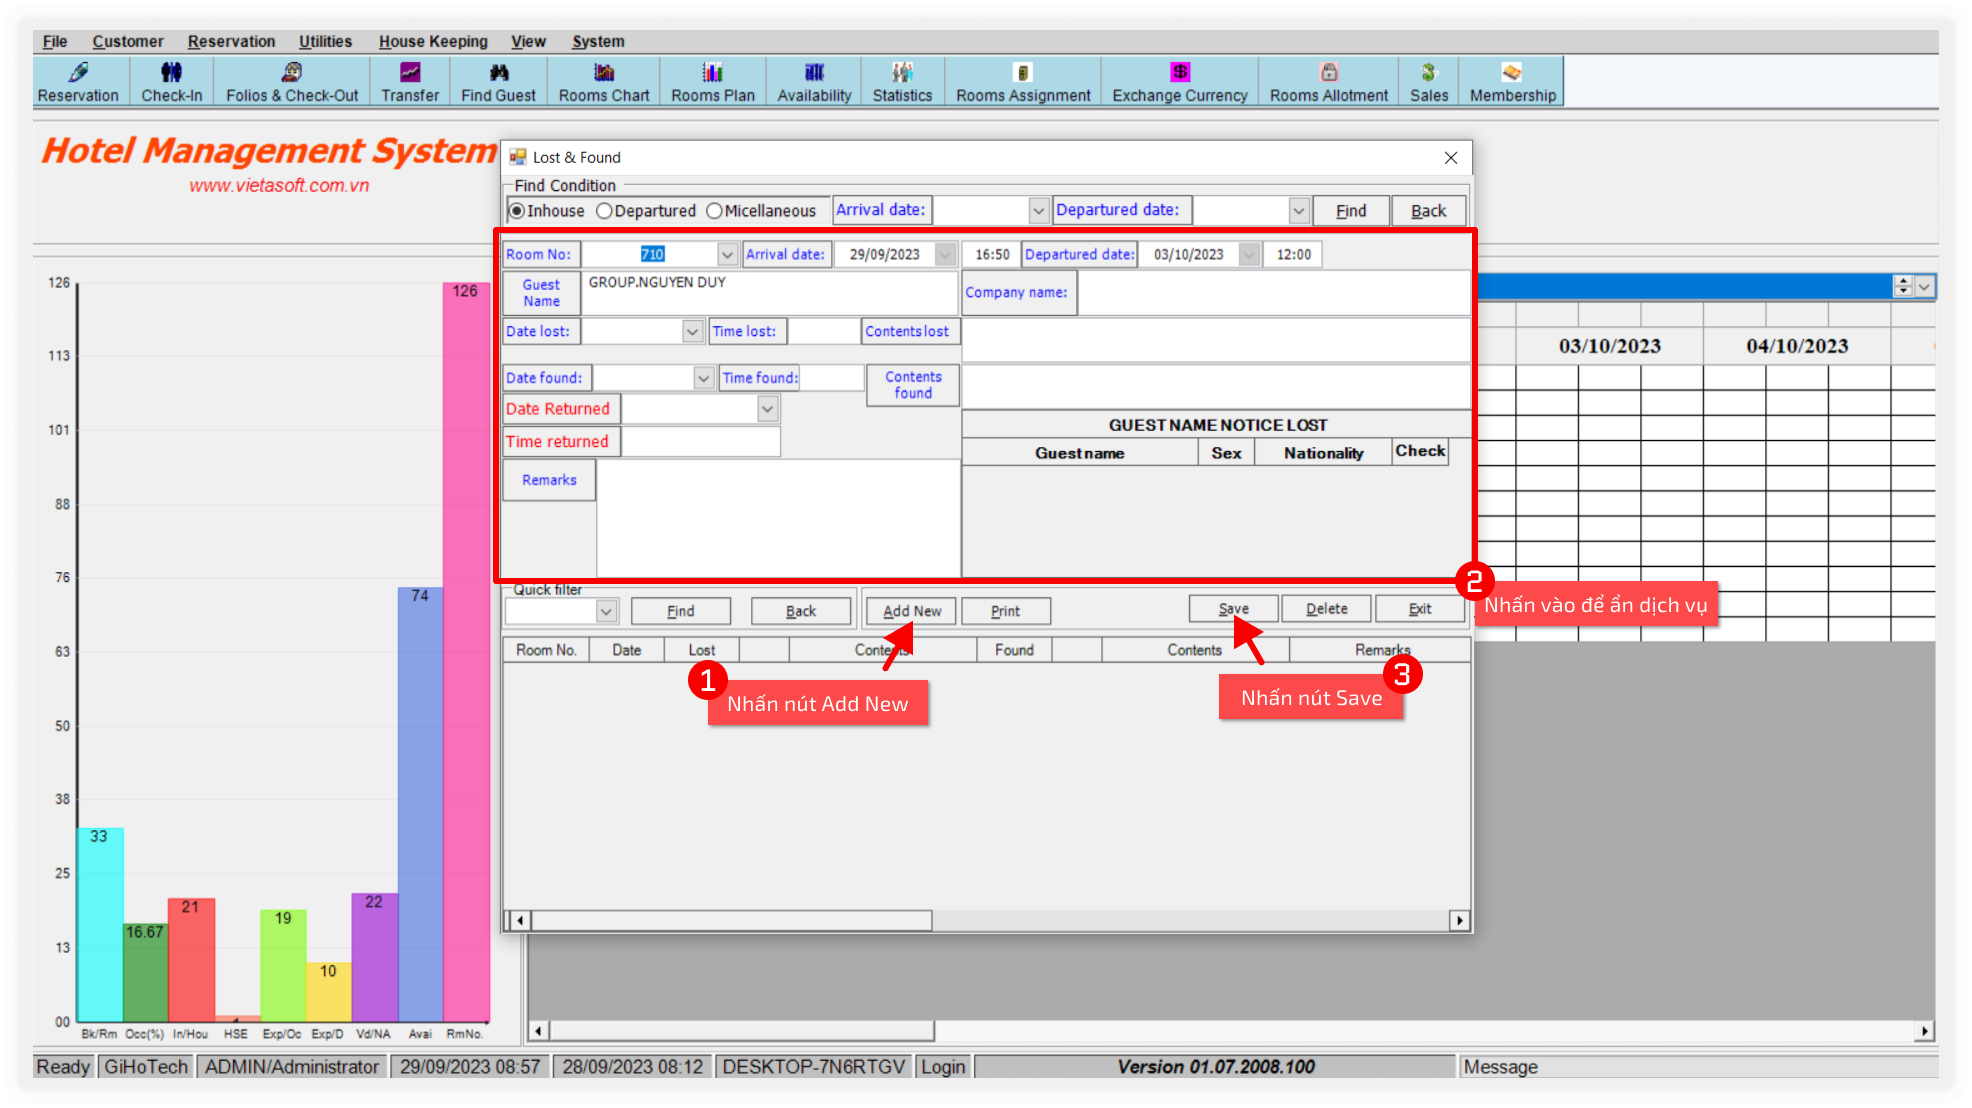 File Customer Reservation Utilities House Keeping View System
Reservation Check-In Folios & Check-Out Transfer Find Guest Rooms Chart Rooms Plan Availability Statistics Rooms Assignment Exchange Currency Rooms Allotment Sales Membership
Hotel Management System
www.vietasoft.com.vn
Lost & Found
Find Condition
Inhouse Departured Micellaneous Arrival date: Departured date: Find Back
Room No: 710 Arrival date: 29/09/2023 16:50 Departured date: 03/10/2023 12:00
Guest Name GROUP.NGUYEN DUY Company name:
Date lost: Time lost: Contents lost
Date found: Time found: Contents found
Date Returned
Time returned
GUEST NAME NOTICE LOST
Guest name Sex Nationality Check
Remarks
Quick filter
Find Back Add New Print Save Delete Exit
2
Nhấn vào để ẩn dịch vụ
Room No. Date Lost Contents Found Contents Remarks
1
Nhấn nút Add New
3
Nhấn nút Save
03/10/2023 04/10/2023
126
113
101
88
76
63
50
38
25
13
00
33 16.67 21 19 10 22 74 126
Bk/Rm Occ(%) In/Hou HSE Exp/Oc Exp/D Vd/NA Avai RmNo.
Ready GiHoTech ADMIN/Administrator 29/09/2023 08:57 28/09/2023 08:12 DESKTOP-7N6RTGV Login Version 01.07.2008.100 Message